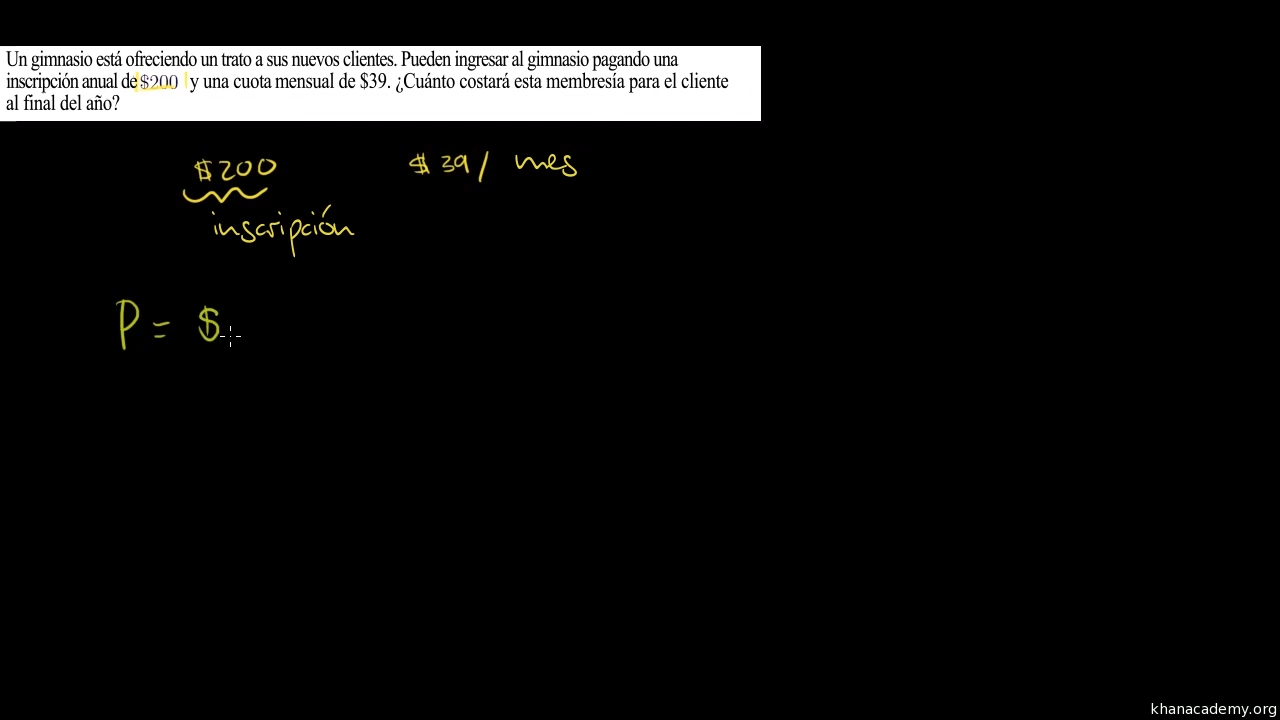 Un gimnasio está ofreciendo un trato a sus nuevos clientes. Pueden ingresar al gimnasio pagando una
inscripción anual de $200 y una cuota mensual de $39. ¿Cuánto costará esta membresía para el cliente
al final del año?
$200 $39/ mes
inscripción
P = $
khanacademy.org